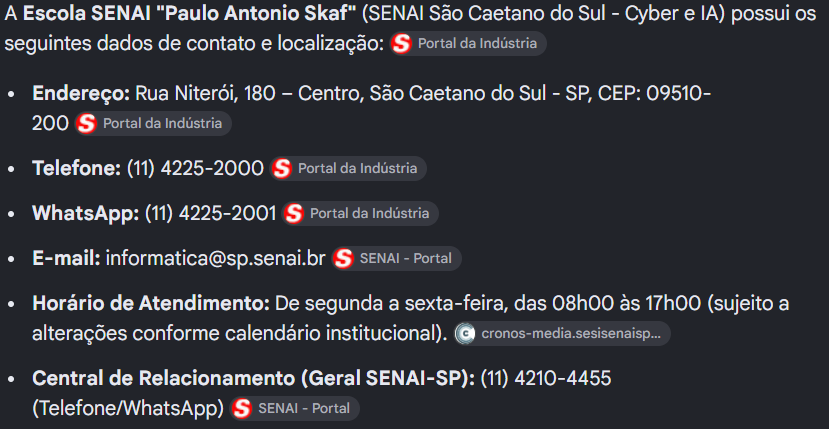 A Escola SENAI "Paulo Antonio Skaf" (SENAI São Caetano do Sul - Cyber e IA) possui os
seguintes dados de contato e localização: S Portal da Indústria
• Endereço: Rua Niterói, 180 – Centro, São Caetano do Sul - SP, CEP: 09510-
200 S Portal da Indústria
• Telefone: (11) 4225-2000 S Portal da Indústria
• WhatsApp: (11) 4225-2001 S Portal da Indústria
• E-mail: informatica@sp.senai.br S SENAI - Portal
• Horário de Atendimento: De segunda a sexta-feira, das 08h00 às 17h00 (sujeito a
alterações conforme calendário institucional). C cronos-media.sesisenaisp...
• Central de Relacionamento (Geral SENAI-SP): (11) 4210-4455
(Telefone/WhatsApp) S SENAI - Portal